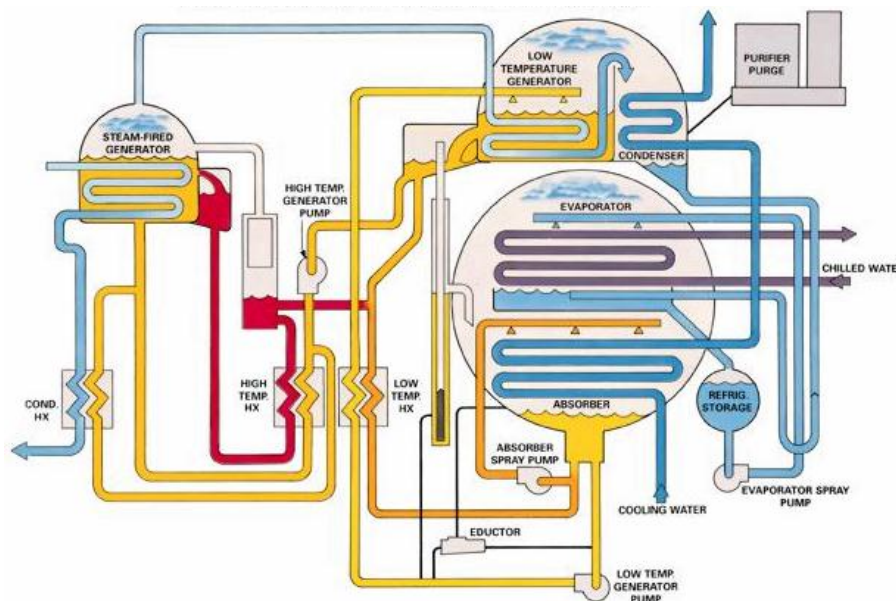 LOW
TEMPERATURE
GENERATOR
PURIFIER
PURGE
STEAM-FIRED
GENERATOR
CONDENSER
HIGH TEMP.
GENERATOR
PUMP
EVAPORATOR
CHILLED WATE
COND.
HX
HIGH
TEMP.
HX
LOW
TEMP.
HX
ABSORBER
REFRIG.
STORAGE
ABSORBER
SPRAY PUMP
EVAPORATOR SPRAY
PUMP
COOLING WATER
EDUCTOR
LOW TEMP.
GENERATOR
PUMP